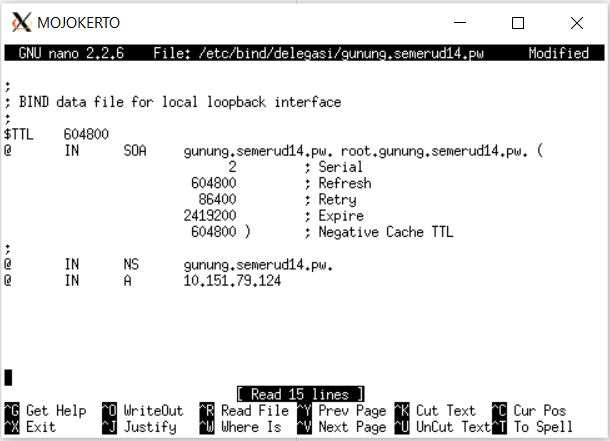 MOJOKERTO
GNU nano 2.2.6 File: /etc/bind/delegasi/gunung.semerud14.pw Modified
;
; BIND data file for local loopback interface
;
$TTL 604800
@ IN SOA gunung.semerud14.pw. root.gunung.semerud14.pw. (
2 ; Serial
604800 ; Refresh
86400 ; Retry
2419200 ; Expire
604800 ) ; Negative Cache TTL
;
@ IN NS gunung.semerud14.pw.
@ IN A 10.151.79.124
[ Read 15 lines ]
^G Get Help ^O WriteOut ^R Read File ^Y Prev Page ^K Cut Text ^C Cur Pos
^X Exit ^J Justify ^W Where Is ^V Next Page ^U UnCut Text ^T To Spell